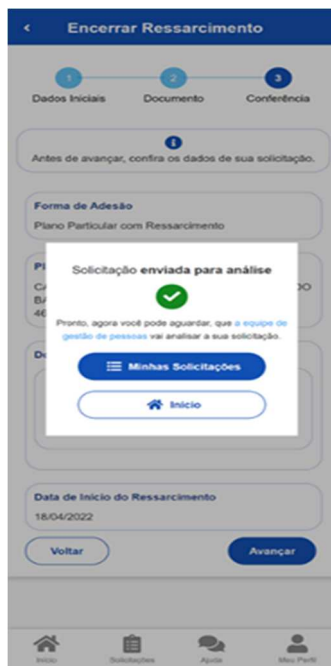 Encerrar Ressarcimento
1 2 3
Dados Iniciais Documento Conferência
Antes de avançar, confira os dados de sua solicitação.
Forma de Adesão
Plano Particular com Ressarcimento
Solicitação enviada para análise
Pronto, agora você pode aguardar, que a equipe de
gestão de pessoas vai analisar a sua solicitação.
Minhas Solicitações
Início
Data de Início do Ressarcimento
18/04/2022
Voltar Avançar
Início Solicitações Ajuda Meu Perfil